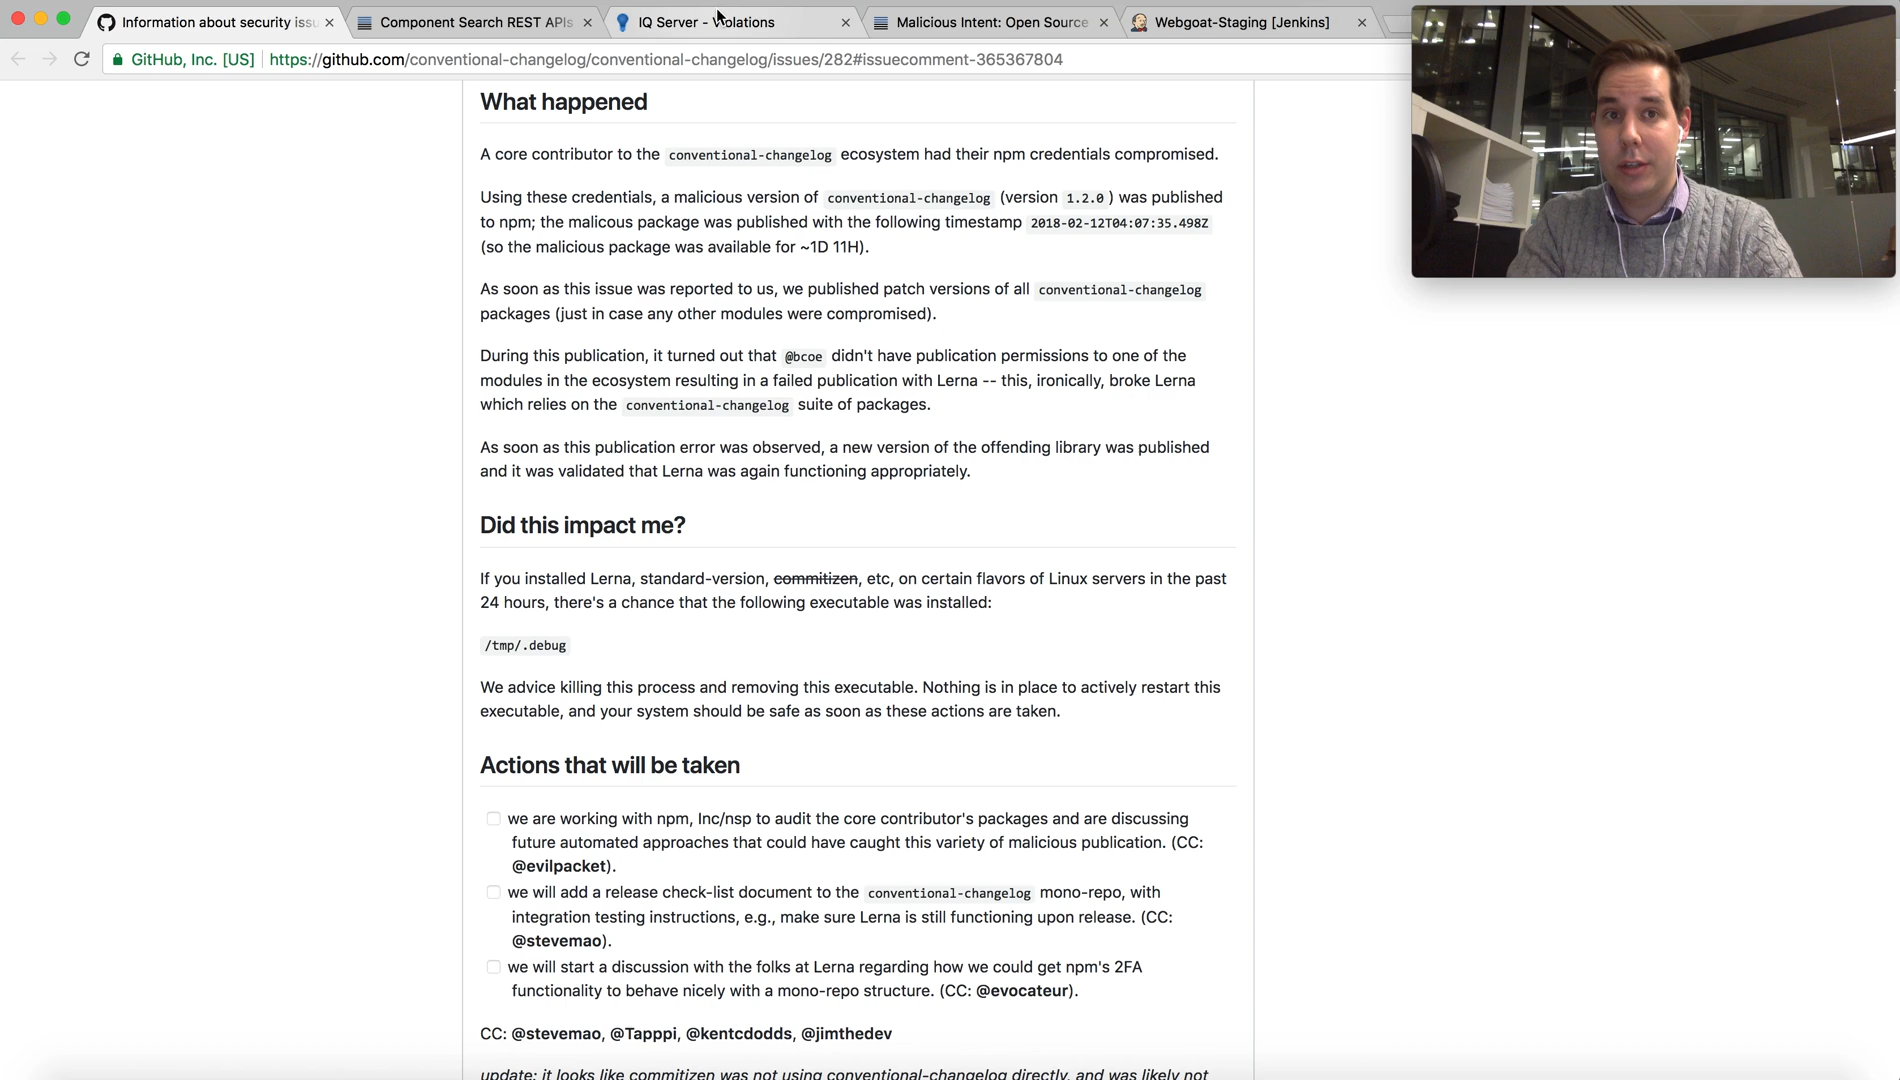 Information about security issu
Component Search REST APIs
IQ Server - Violations
Malicious Intent: Open Source
Webgoat-Staging [Jenkins]
GitHub, Inc. [US] https://github.com/conventional-changelog/conventional-changelog/issues/282#issuecomment-365367804
What happened
A core contributor to the conventional-changelog ecosystem had their npm credentials compromised.
Using these credentials, a malicious version of conventional-changelog (version 1.2.0 ) was published
to npm; the malicous package was published with the following timestamp 2018-02-12T04:07:35.498Z
(so the malicious package was available for ~1D 11H).
As soon as this issue was reported to us, we published patch versions of all conventional-changelog
packages (just in case any other modules were compromised).
During this publication, it turned out that @bcoe didn't have publication permissions to one of the
modules in the ecosystem resulting in a failed publication with Lerna -- this, ironically, broke Lerna
which relies on the conventional-changelog suite of packages.
As soon as this publication error was observed, a new version of the offending library was published
and it was validated that Lerna was again functioning appropriately.
Did this impact me?
If you installed Lerna, standard-version, commitizen, etc, on certain flavors of Linux servers in the past
24 hours, there's a chance that the following executable was installed:
/tmp/.debug
We advice killing this process and removing this executable. Nothing is in place to actively restart this
executable, and your system should be safe as soon as these actions are taken.
Actions that will be taken
we are working with npm, Inc/nsp to audit the core contributor's packages and are discussing
future automated approaches that could have caught this variety of malicious publication. (CC:
@evilpacket).
we will add a release check-list document to the conventional-changelog mono-repo, with
integration testing instructions, e.g., make sure Lerna is still functioning upon release. (CC:
@stevemao).
we will start a discussion with the folks at Lerna regarding how we could get npm's 2FA
functionality to behave nicely with a mono-repo structure. (CC: @evocateur).
CC: @stevemao, @Tapppi, @kentcdodds, @jimthedev
update: it looks like commitizen was not using conventional-changelog directly, and was likely not